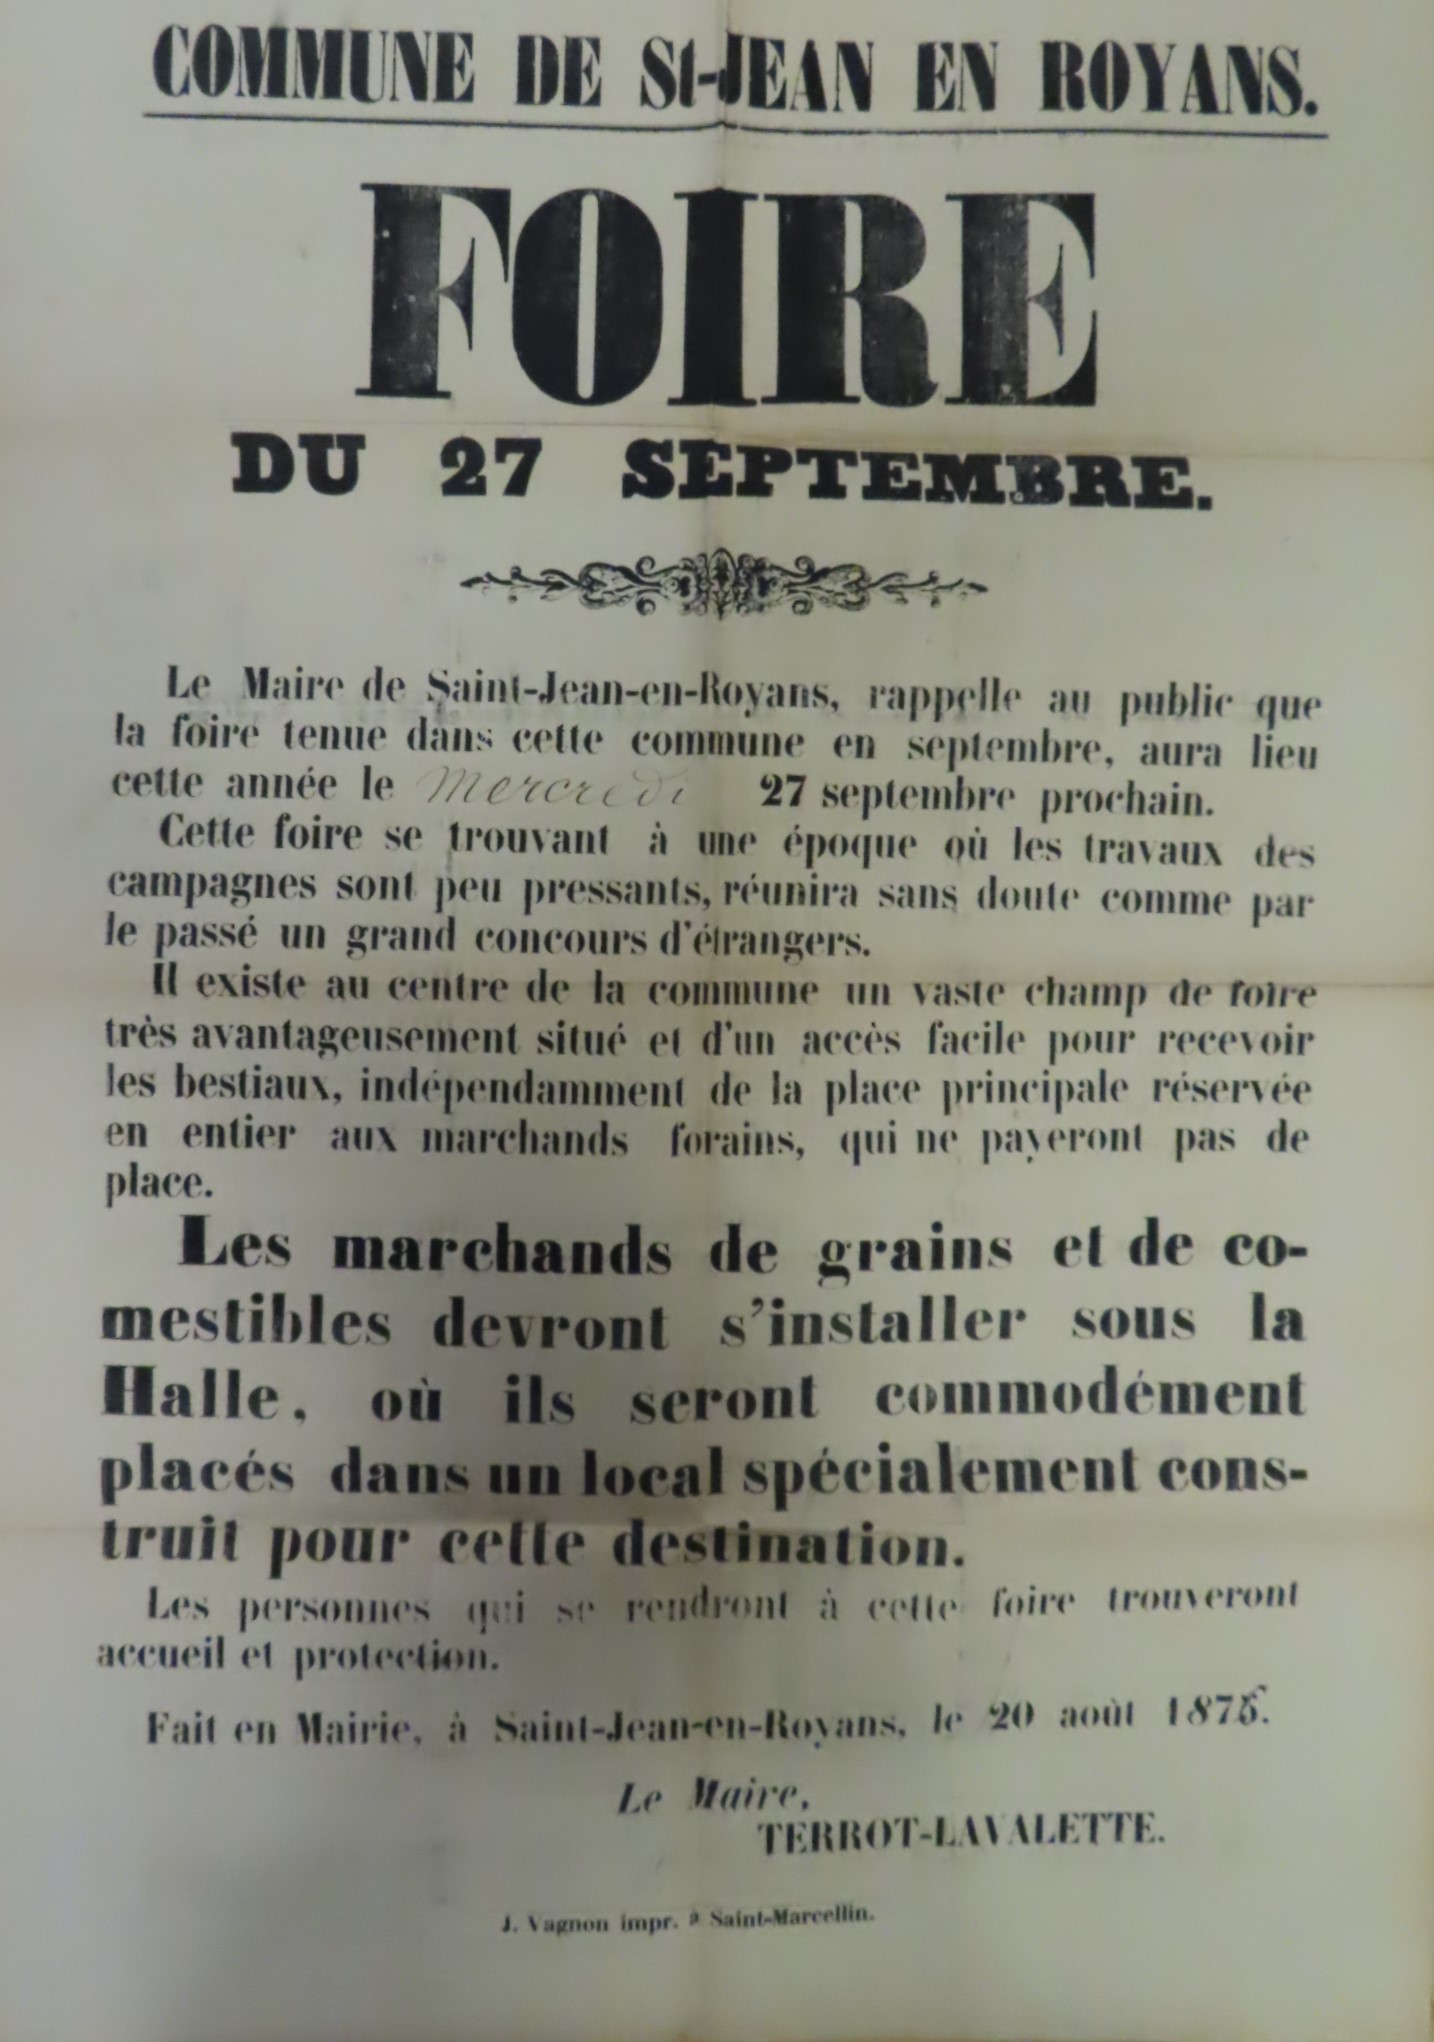 COMMUNE DE St-JEAN EN ROYANS.
FOIRE
DU 27 SEPTEMBRE.
Le Maire de Saint-Jean-en-Royans, rappelle au public que
la foire tenue dans cette commune en septembre, aura lieu
cette année le Mercredi 27 septembre prochain.
Cette foire se trouvant à une époque où les travaux des
campagnes sont peu pressants, réunira sans doute comme par
le passé un grand concours d'étrangers.
Il existe au centre de la commune un vaste champ de foire
très avantageusement situé et d'un accès facile pour recevoir
les bestiaux, indépendamment de la place principale réservée
en entier aux marchands forains, qui ne payeront pas de
place.
Les marchands de grains et de co-
mestibles devront s'installer sous la
Halle, où ils seront commodément
placés dans un local spécialement cons-
truit pour cette destination.
Les personnes qui se rendront à cette foire trouveront
accueil et protection.
Fait en Mairie, à Saint-Jean-en-Royans, le 20 août
Le Maire,
TERROT-LAVALETTE.
J. Vagnon impr. à Saint-Marcellin.